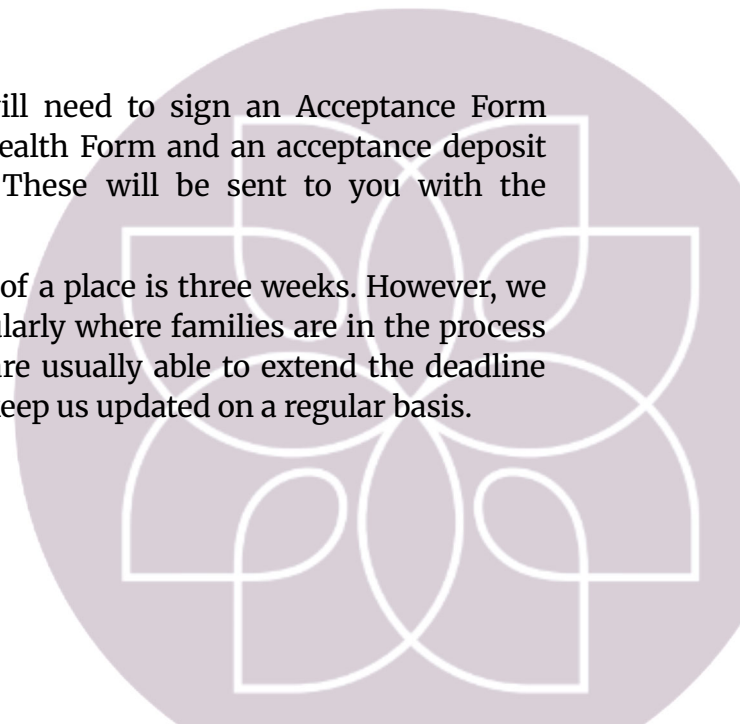 ill need to sign an Acceptance Form
ealth Form and an acceptance deposit
These will be sent to you with the
of a place is three weeks. However, we
larly where families are in the process
are usually able to extend the deadline
keep us updated on a regular basis.